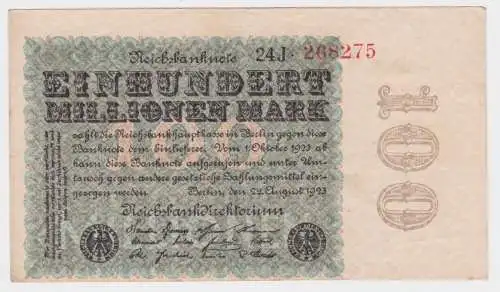 Reichsbanknote 24J· 268275
EINHUNDERT
MILLIONEN MARK
zahlt die Reichsbankhauptkasse in Berlin gegen diese
Banknote dem Einlieferer. Vom 1. Oktober 1923 ab
kann diese Banknote aufgerufen und unter Um-
tausch gegen andere gesetzliche Zahlungsmittel ein-
gezogen werden. Berlin, den 22. August 1923
Reichsbankdirektorium
100